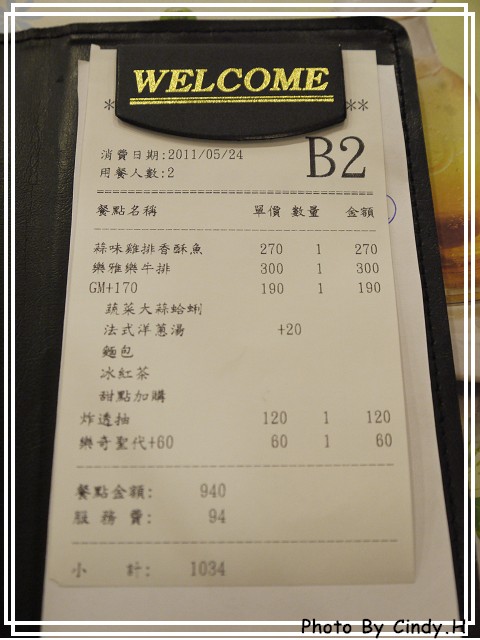 WELCOME
*
**
消費日期:2011/05/24
用餐人數:2
B2
餐點名稱 單價 數量 金額
蒜味雞排香酥魚 270 1 270
樂雅樂牛排 300 1 300
GM+170 190 1 190
蔬菜大蒜蛤蜊
法式洋蔥湯 +20
麵包
冰紅茶
甜點加購
炸透抽 120 1 120
樂奇聖代+60 60 1 60
餐點金額: 940
服務費: 94
小計: 1034
Photo By Cindy.H